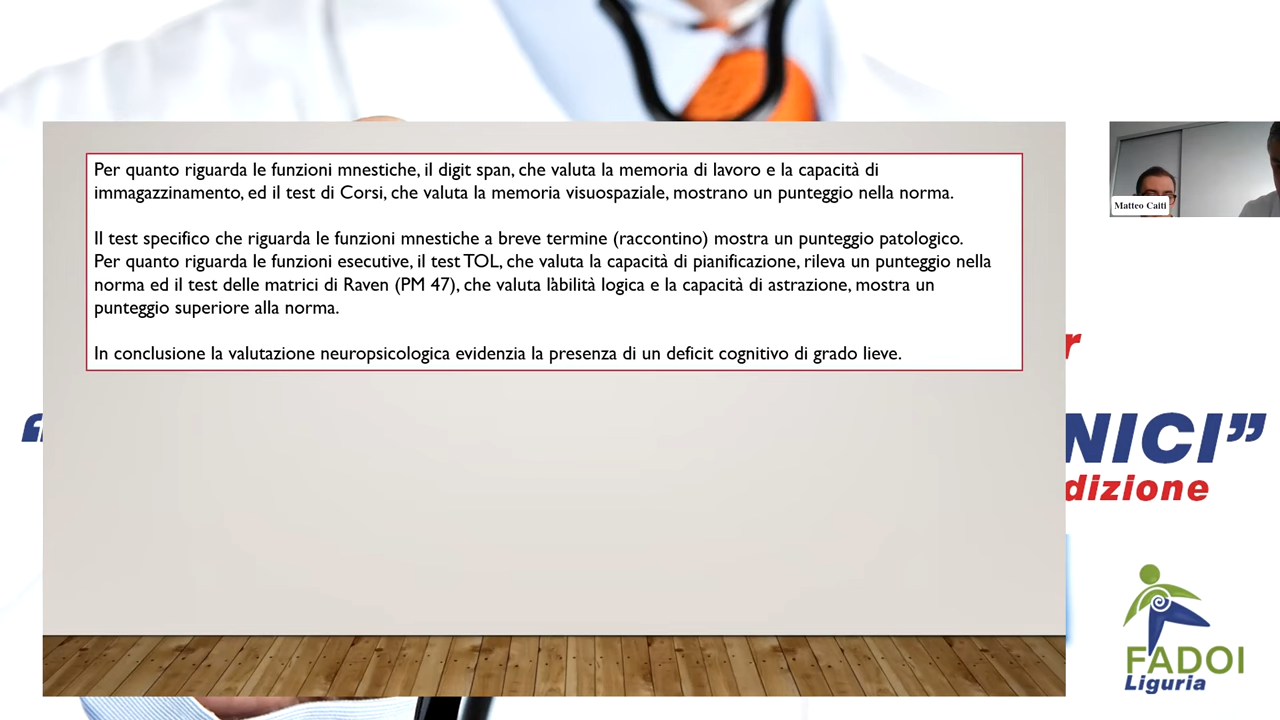 Per quanto riguarda le funzioni mnestiche, il digit span, che valuta la memoria di lavoro e la capacità di
immagazzinamento, ed il test di Corsi, che valuta la memoria visuospaziale, mostrano un punteggio nella norma.
Il test specifico che riguarda le funzioni mnestiche a breve termine (raccontino) mostra un punteggio patologico.
Per quanto riguarda le funzioni esecutive, il test TOL, che valuta la capacità di pianificazione, rileva un punteggio nella
norma ed il test delle matrici di Raven (PM 47), che valuta l'abilità logica e la capacità di astrazione, mostra un
punteggio superiore alla norma.
In conclusione la valutazione neuropsicologica evidenzia la presenza di un deficit cognitivo di grado lieve.
Matteo Caiti
r
“
NICI”
dizione
FADOI
Liguria